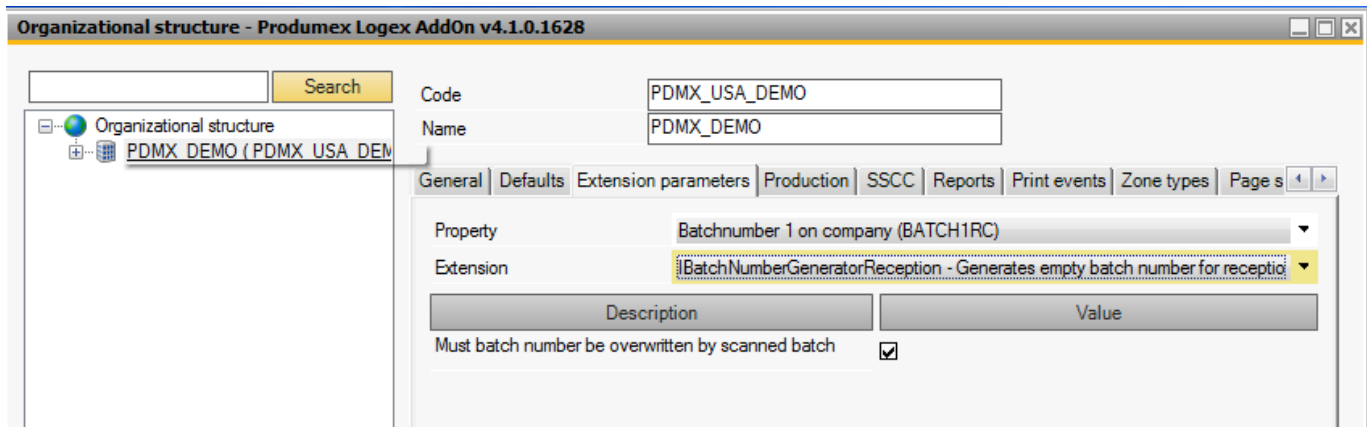 Organizational structure - Produmex Logex AddOn v4.1.0.1628
Search
Organizational structure
PDMX_DEMO ( PDMX_USA_DEM
Code PDMX_USA_DEMO
Name PDMX_DEMO
General Defaults Extension parameters Production SSCC Reports Print events Zone types Page s
Property Batchnumber 1 on company (BATCH1RC)
Extension IBatchNumberGeneratorReception - Generates empty batch number for receptio
Description Value
Must batch number be overwritten by scanned batch